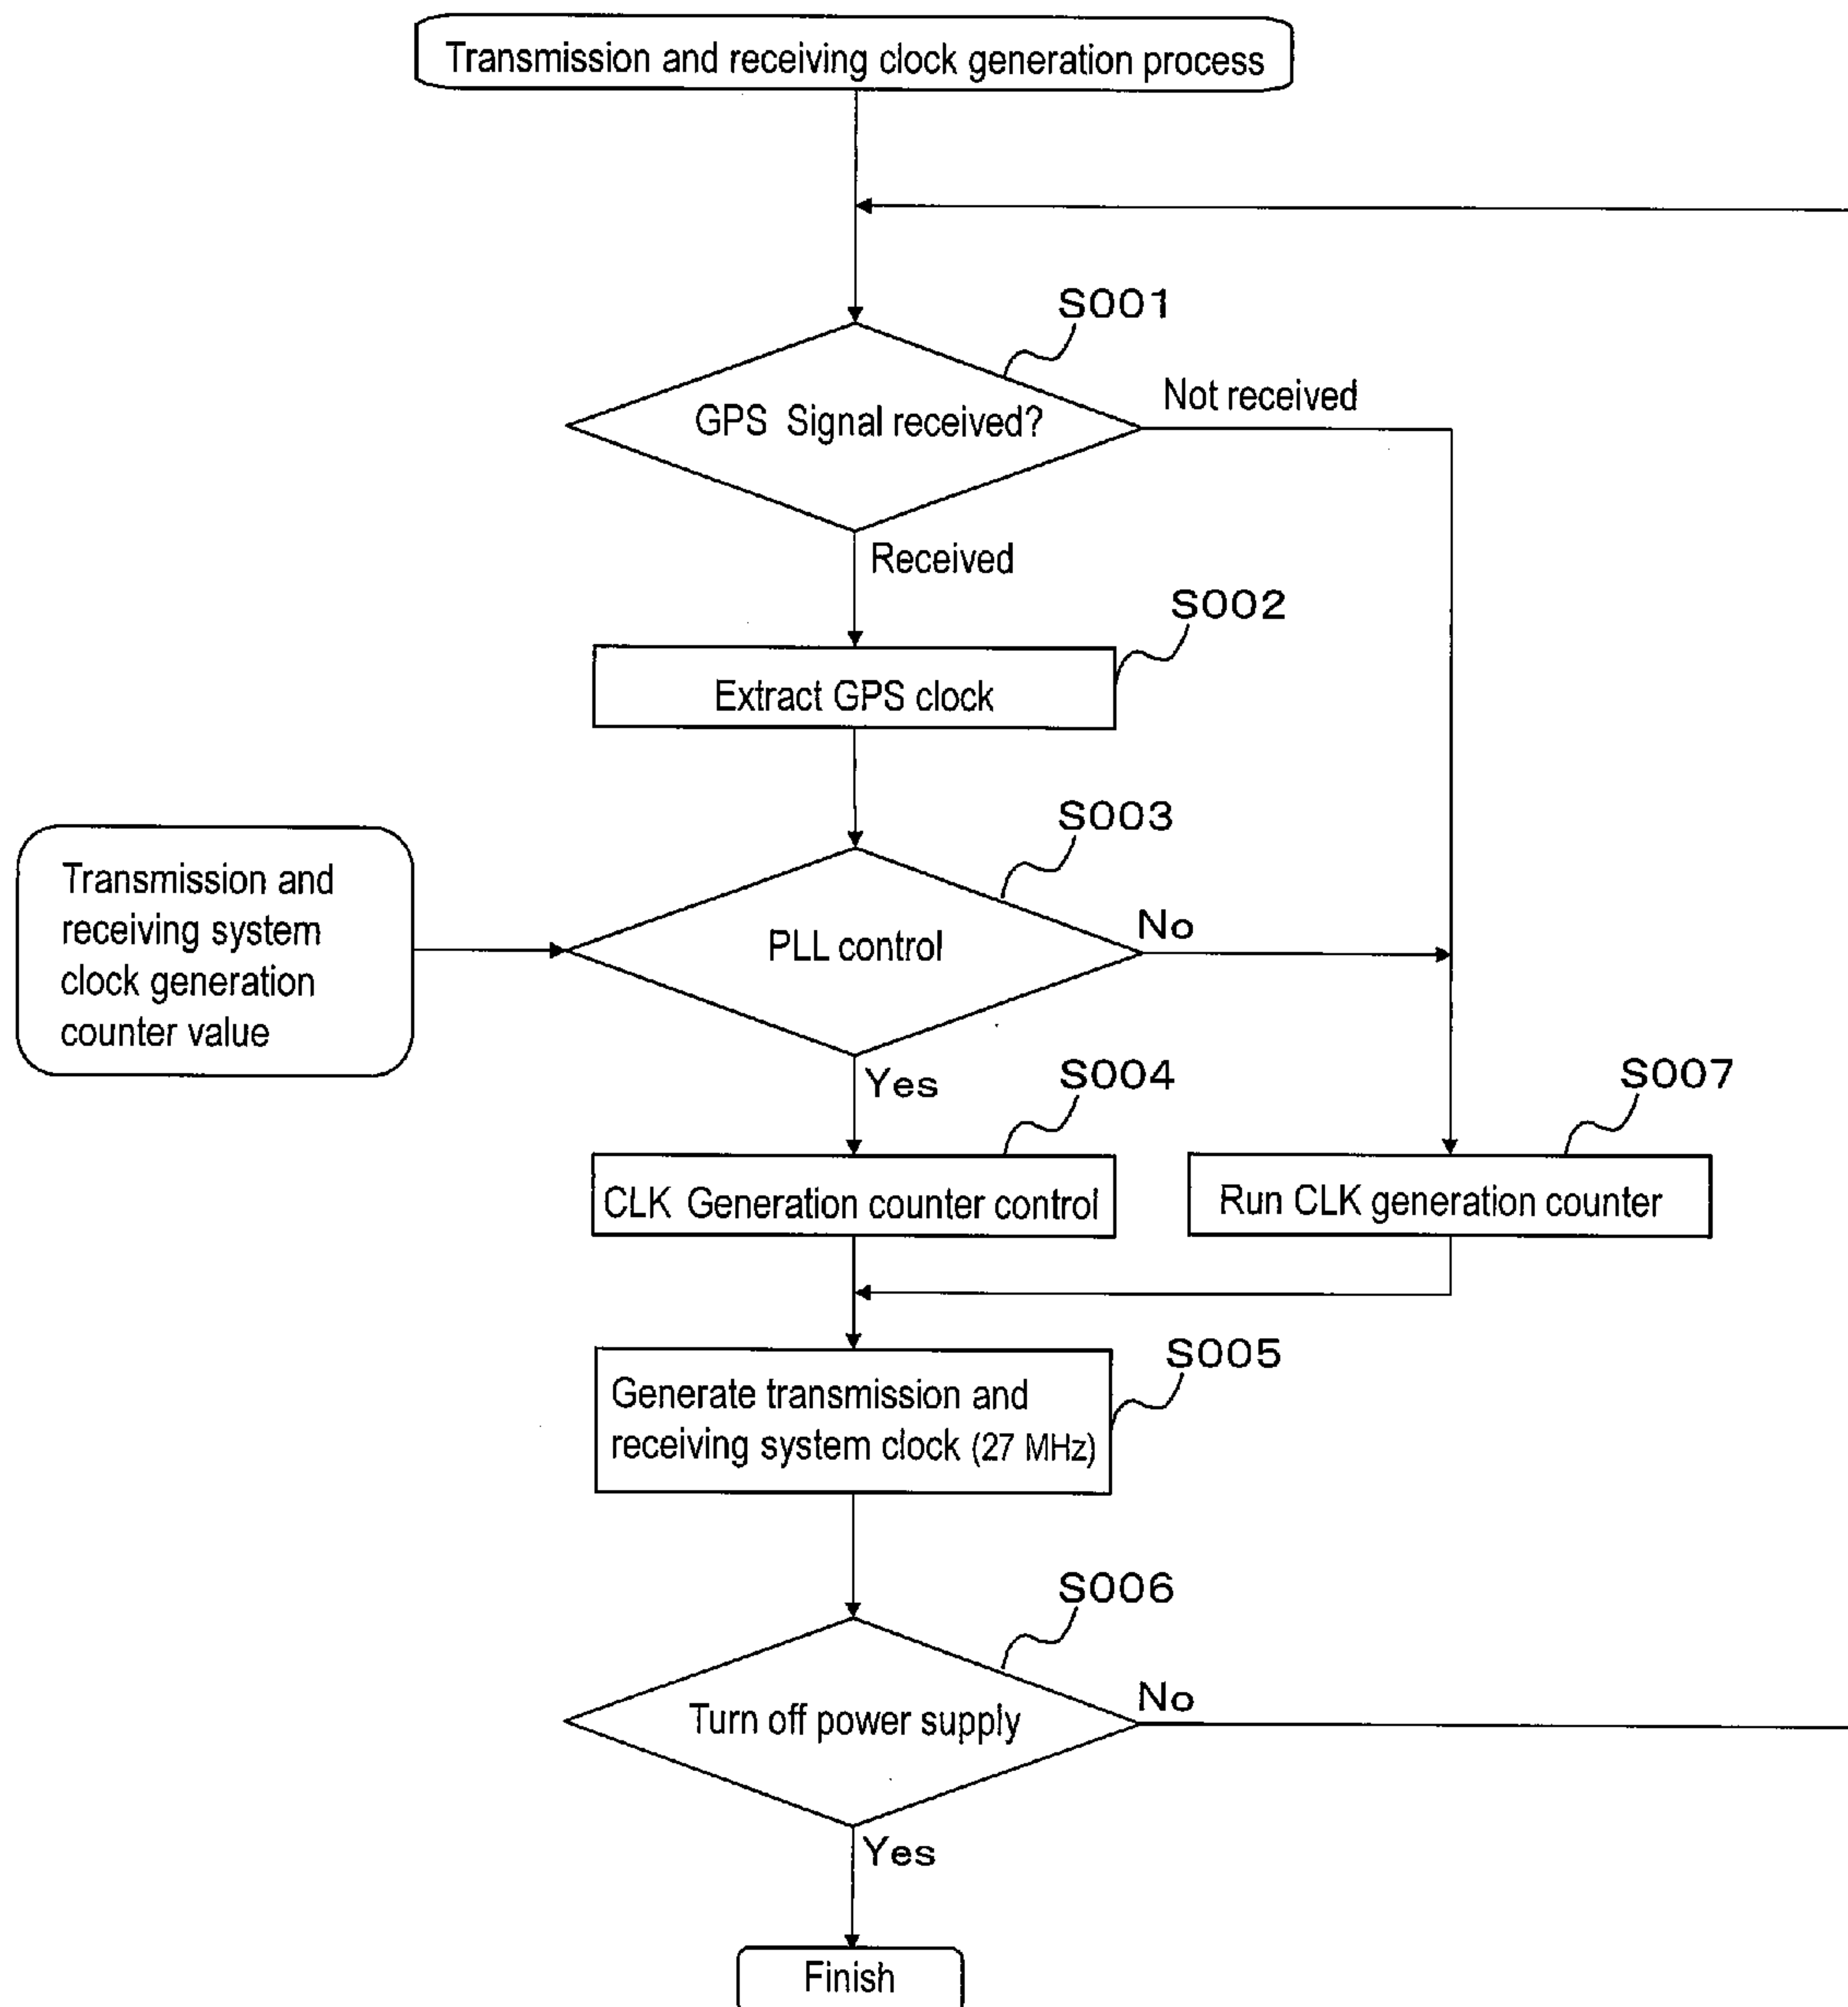 Transmission and receiving clock generation process
S001
GPS Signal received?
Not received
Received
S002
Extract GPS clock
S003
Transmission and
receiving system
clock generation
counter value
PLL control
No
Yes
S004
S007
CLK Generation counter control
Run CLK generation counter
S005
Generate transmission and
receiving system clock (27 MHz)
S006
Turn off power supply
No
Yes
Finish